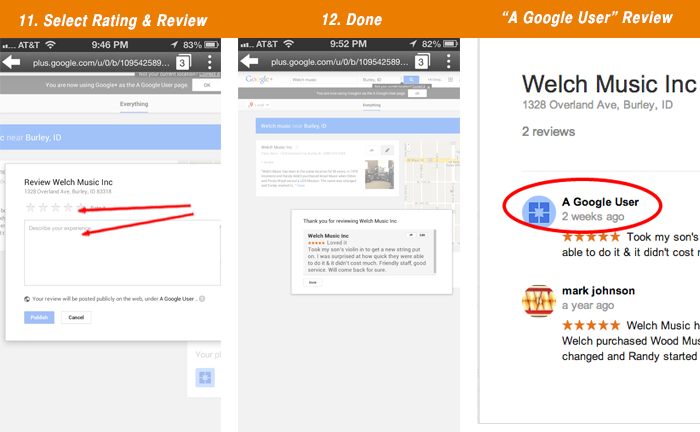 11. Select Rating & Review
AT&T
9:46 PM
83%
plus.google.com/u/0/b/109542589...
3
Not your current location? Correct it
You are now using Google+ as the A Google User page
OK
Everything
c near Burley, ID
Review Welch Music Inc
1328 Overland Ave, Burley, ID 83318
Describe your experience
Your review will be posted publicly on the web, under A Google User .
Publish
Cancel
Your pl
12. Done
AT&T
9:52 PM
82%
plus.google.com/u/0/b/109542589...
3
Google+
Welch music
Burley, ID
You are now using Google+ as the A Google User page
OK
Everything
Welch music near Burley, ID
Welch Music Inc
Thank you for reviewing Welch Music Inc
Welch Music Inc
Edit
★★★★★ Loved it
Took my son's violin in to get a new string put
on. I was surprised at how quick they were able
to do it & it didn't cost much. Friendly staff, good
service. Will come back for sure.
Done
“A Google User” Review
Welch Music Inc
1328 Overland Ave, Burley, ID
2 reviews
A Google User
2 weeks ago
★★★★★ Took my son's
able to do it & it didn't cost
mark johnson
a year ago
★★★★★ Welch Music h
Welch purchased Wood Mus
changed and Randy started